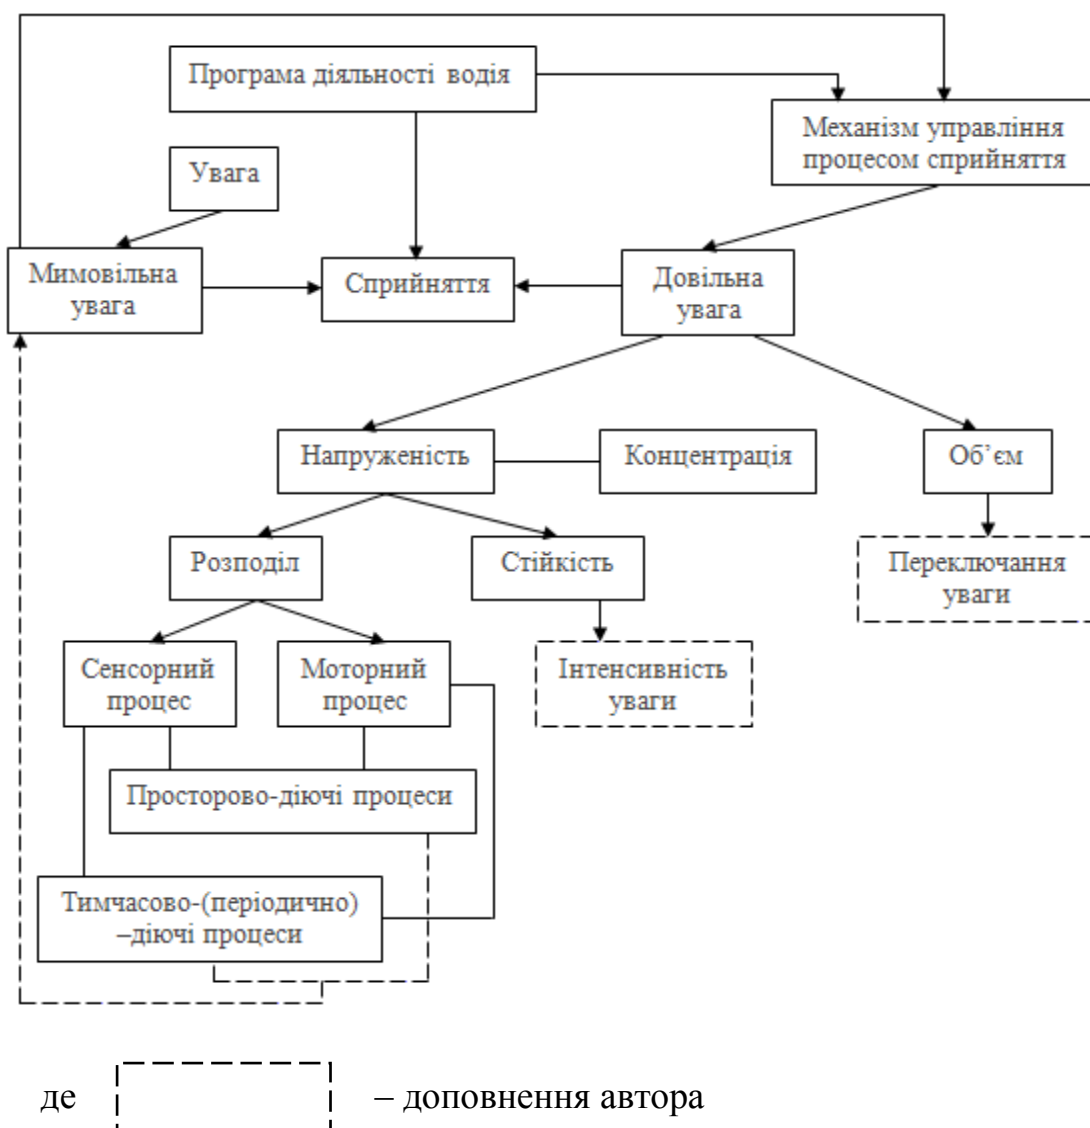 Програма діяльності водія
Механізм управління
процесом сприйняття
Увага
Мимовільна
увага
Сприйняття
Довільна
увага
Напруженість
Концентрація
Об’єм
Розподіл
Стійкість
Переключання
уваги
Сенсорний
процес
Моторний
процес
Інтенсивність
уваги
Просторово-діючі процеси
Тимчасово-(періодично)
–діючі процеси
де – доповнення автора